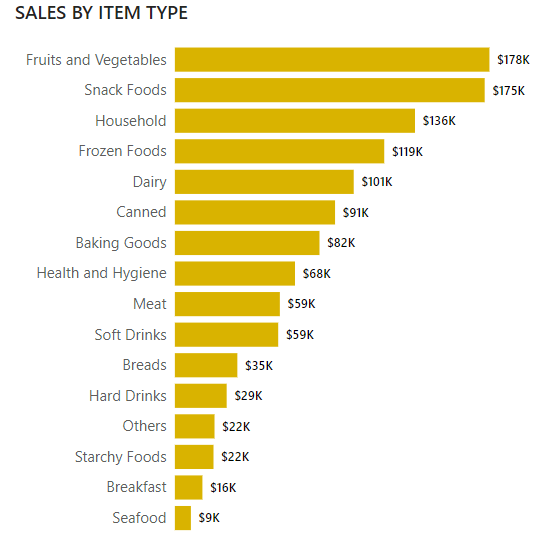 SALES BY ITEM TYPE
Fruits and Vegetables $178K
Snack Foods $175K
Household $136K
Frozen Foods $119K
Dairy $101K
Canned $91K
Baking Goods $82K
Health and Hygiene $68K
Meat $59K
Soft Drinks $59K
Breads $35K
Hard Drinks $29K
Others $22K
Starchy Foods $22K
Breakfast $16K
Seafood $9K